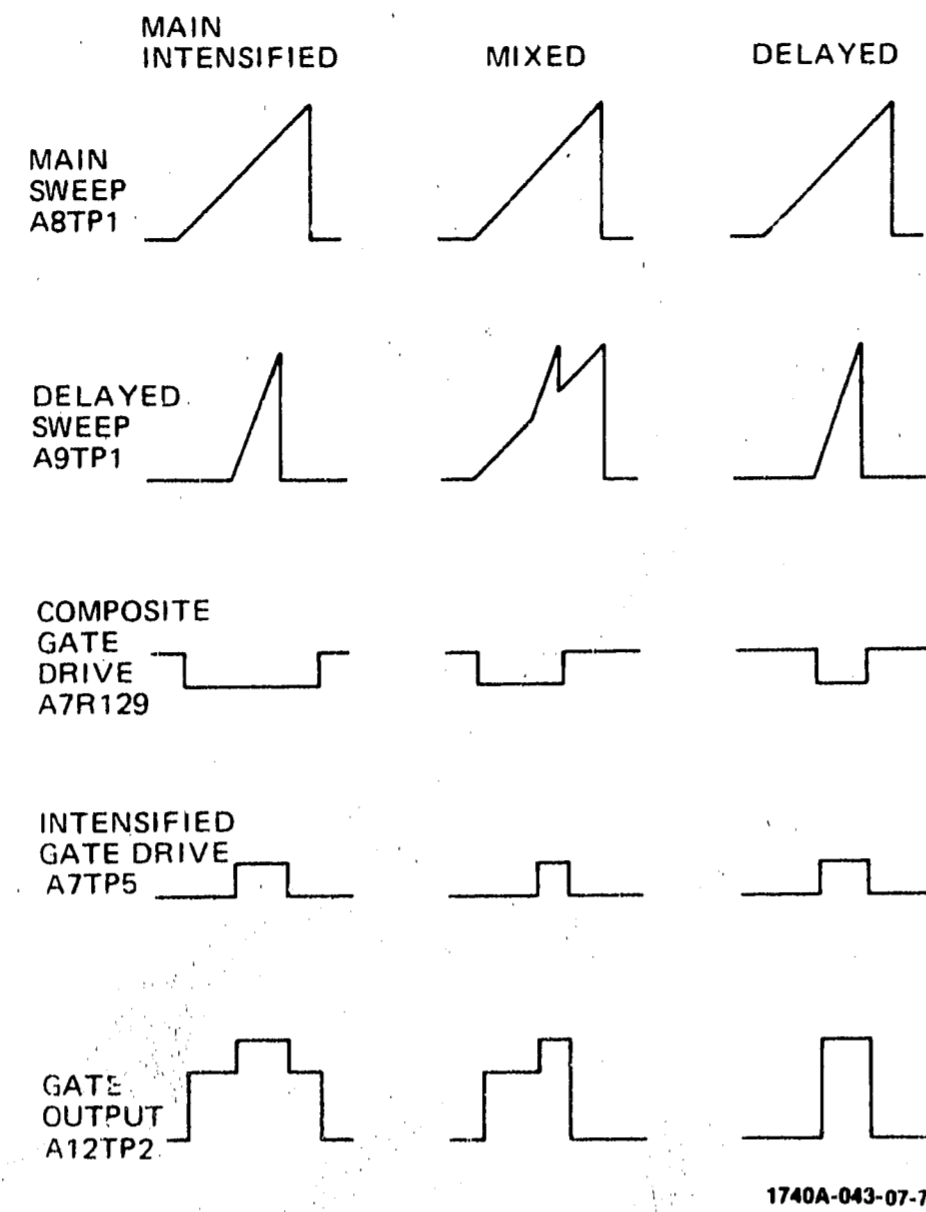 MAIN
INTENSIFIED
MIXED
DELAYED
MAIN
SWEEP
A8TP1
DELAYED
SWEEP
A9TP1
COMPOSITE
GATE
DRIVE
A7R129
INTENSIFIED
GATE DRIVE
A7TP5
GATE
OUTPUT
A12TP2
1740A-043-07-7